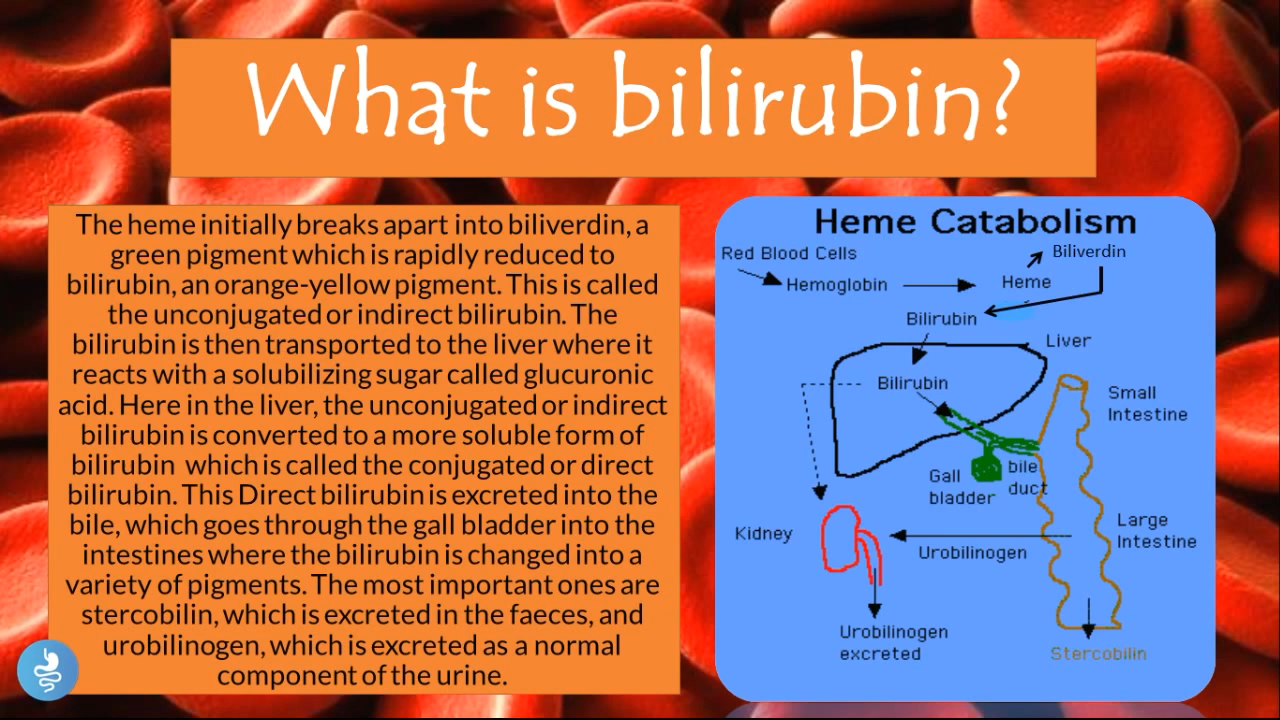 What is bilirubin?
The heme initially breaks apart into biliverdin, a
green pigment which is rapidly reduced to
bilirubin, an orange-yellow pigment. This is called
the unconjugated or indirect bilirubin. The
bilirubin is then transported to the liver where it
reacts with a solubilizing sugar called glucuronic
acid. Here in the liver, the unconjugated or indirect
bilirubin is converted to a more soluble form of
bilirubin which is called the conjugated or direct
bilirubin. This Direct bilirubin is excreted into the
bile, which goes through the gall bladder into the
intestines where the bilirubin is changed into a
variety of pigments. The most important ones are
stercobilin, which is excreted in the faeces, and
urobilinogen, which is excreted as a normal
component of the urine.
Heme Catabolism
Red Blood Cells
Biliverdin
Hemoglobin
Heme
Bilirubin
Liver
Bilirubin
Small
Intestine
Gall
bladder
bile
duct
Kidney
Large
Intestine
Urobilinogen
Urobilinogen
excreted
Stercobilin